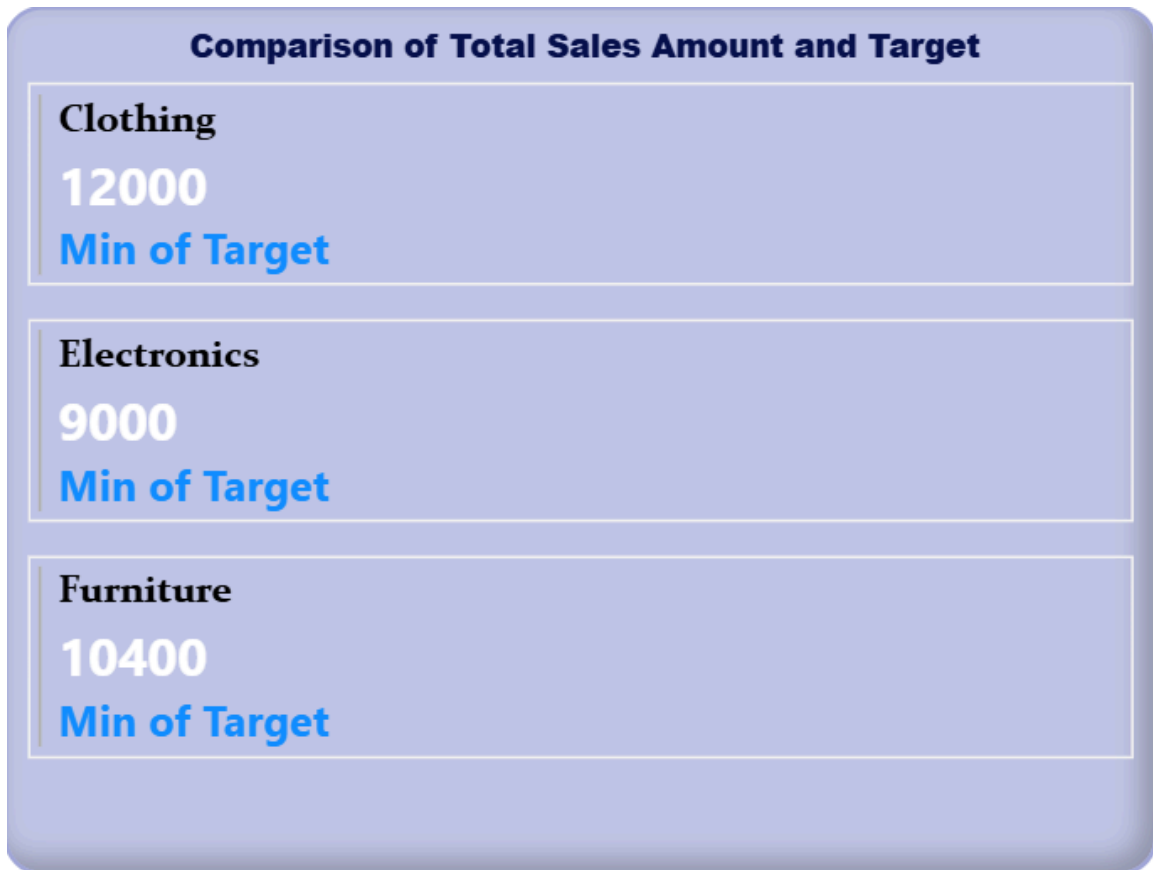 Comparison of Total Sales Amount and Target
Clothing
12000
Min of Target
Electronics
9000
Min of Target
Furniture
10400
Min of Target